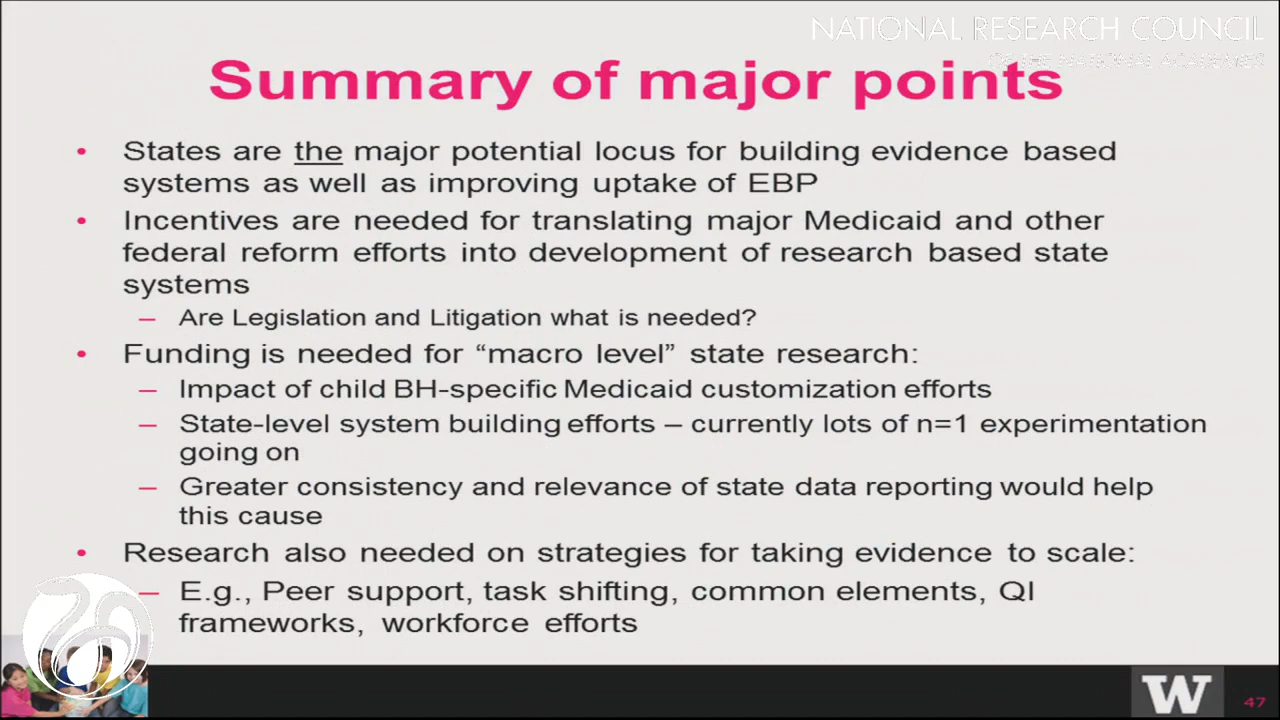 NATIONAL RESEARCH COUNCIL
OF THE NATIONAL ACADEMIES
Summary of major points
• States are the major potential locus for building evidence based
systems as well as improving uptake of EBP
• Incentives are needed for translating major Medicaid and other
federal reform efforts into development of research based state
systems
– Are Legislation and Litigation what is needed?
• Funding is needed for “macro level” state research:
– Impact of child BH-specific Medicaid customization efforts
– State-level system building efforts – currently lots of n=1 experimentation
going on
– Greater consistency and relevance of state data reporting would help
this cause
• Research also needed on strategies for taking evidence to scale:
– E.g., Peer support, task shifting, common elements, QI
frameworks, workforce efforts
W
47